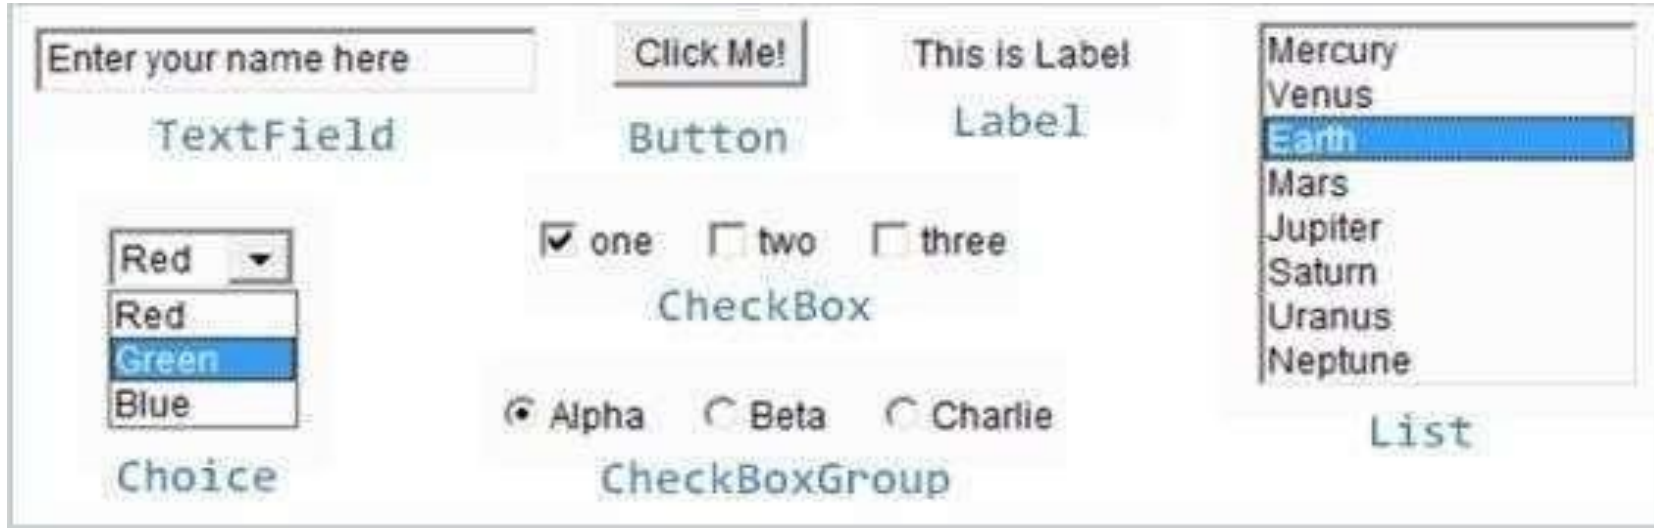 Enter your name here
TextField
Click Me!
Button
This is Label
Label
Mercury
Venus
Earth
Mars
Jupiter
Saturn
Uranus
Neptune
List
Red
Red
Green
Blue
Choice
one two three
CheckBox
Alpha Beta Charlie
CheckBoxGroup